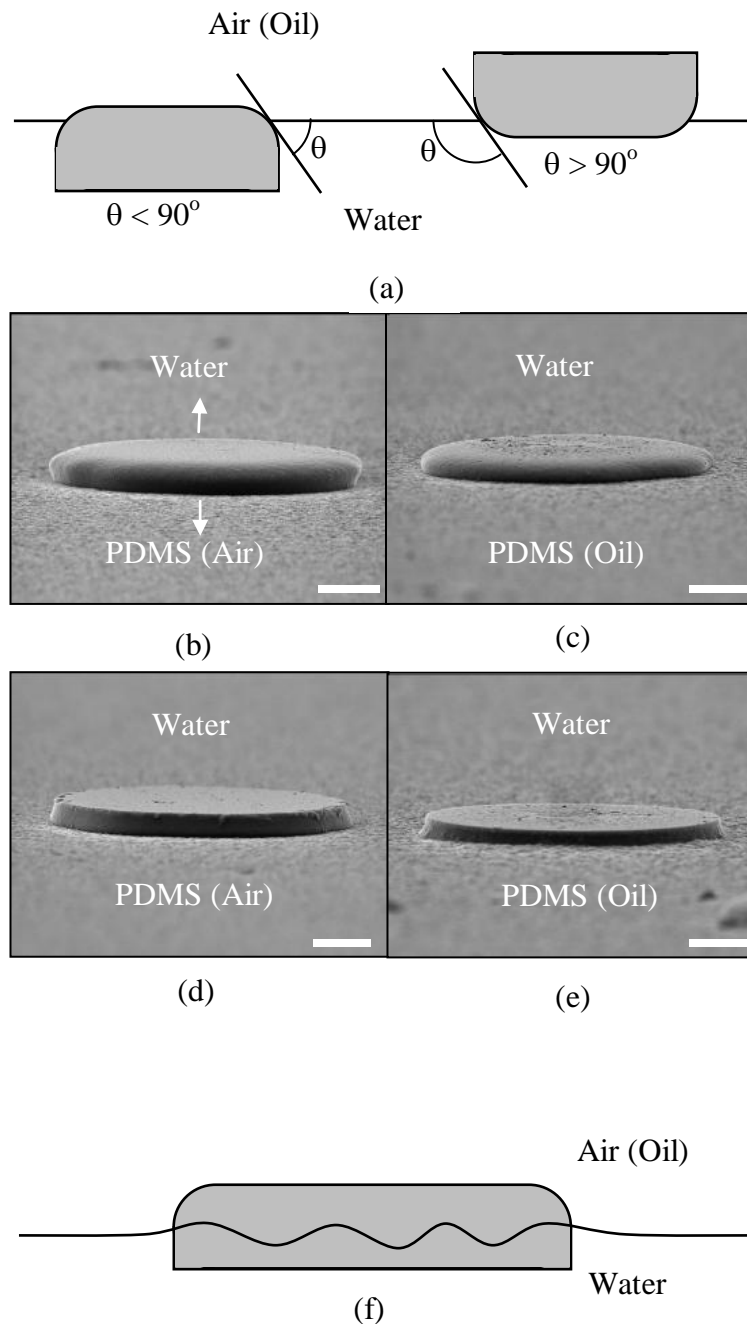 Air (Oil)
θ
θ
θ > 90°
θ < 90°
Water
(a)
Water
Water
PDMS (Air)
PDMS (Oil)
(b)
(c)
Water
Water
PDMS (Air)
PDMS (Oil)
(d)
(e)
Air (Oil)
Water
(f)